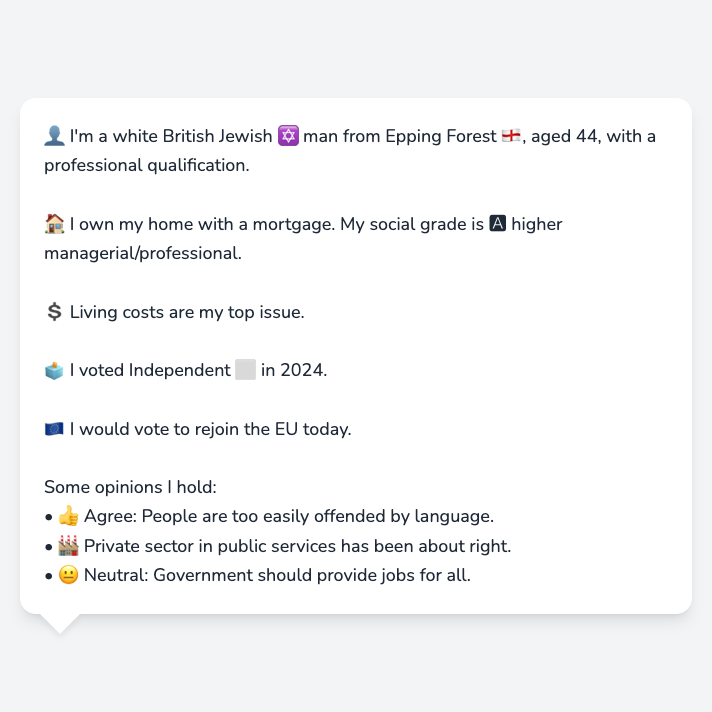 👤 I'm a white British Jewish ✡️ man from Epping Forest 🏴󠁧󠁢󠁥󠁮󠁧󠁿, aged 44, with a
professional qualification.
🏠 I own my home with a mortgage. My social grade is 🅰 higher
managerial/professional.
💲 Living costs are my top issue.
🗳️ I voted Independent ⬜ in 2024.
🇪🇺 I would vote to rejoin the EU today.
Some opinions I hold:
• 👍 Agree: People are too easily offended by language.
• 🏭 Private sector in public services has been about right.
• 😐 Neutral: Government should provide jobs for all.